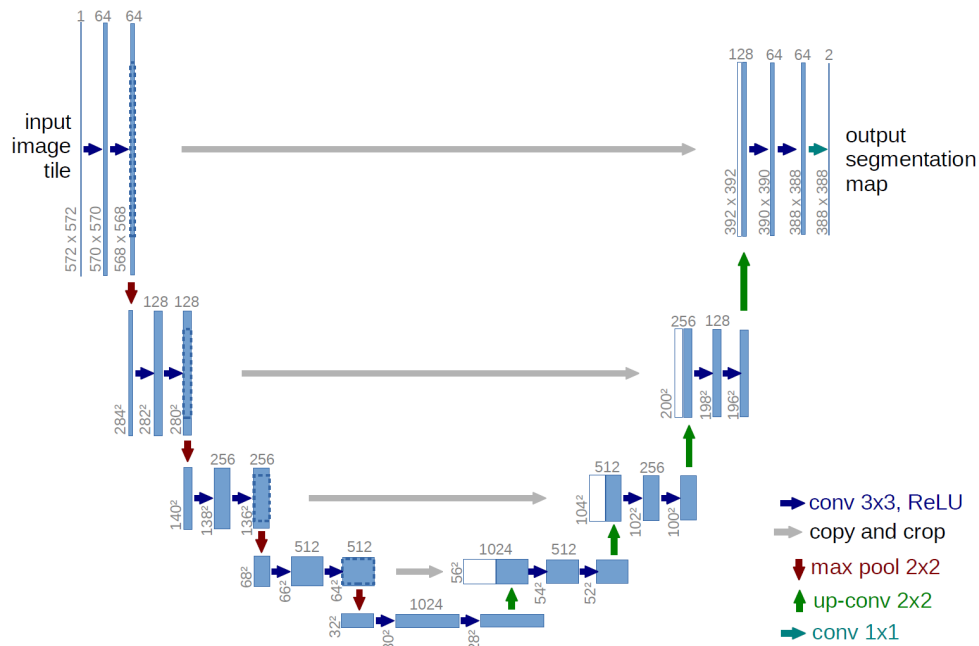 1 64 64
128 64 64 2
input
image
tile
output
segmentation
map
572 x 572
570 x 570
568 x 568
392 x 392
390 x 390
388 x 388
388 x 388
128 128
256 128
284²
282²
280²
200²
198²
196²
256 256
512 256
140²
138²
136²
104²
102²
100²
conv 3x3, ReLU
copy and crop
max pool 2x2
up-conv 2x2
conv 1x1
512 512
1024 512
68²
66²
64²
56²
54²
52²
1024
32²
30²
28²